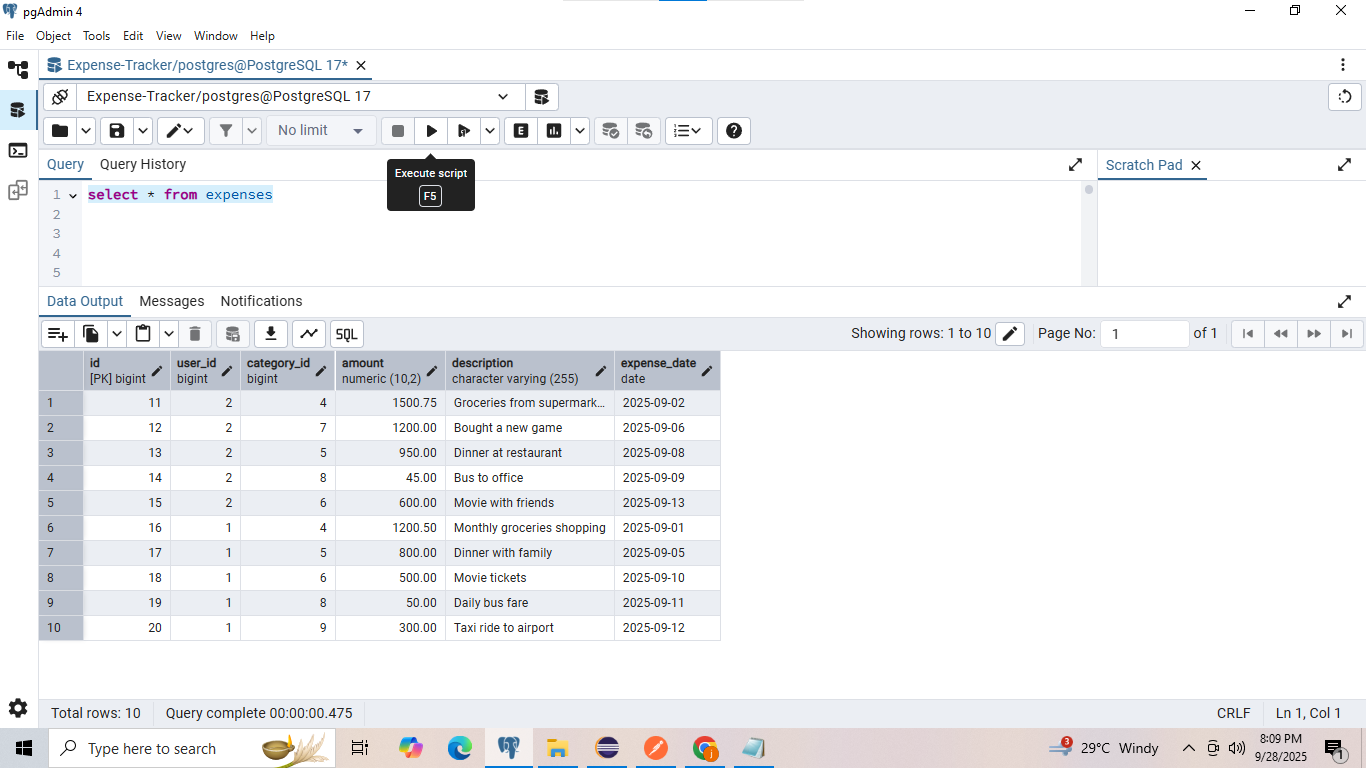 pgAdmin 4
File Object Tools Edit View Window Help
Expense-Tracker/postgres@PostgreSQL 17*
Expense-Tracker/postgres@PostgreSQL 17
No limit
E
Query Query History
Scratch Pad
Execute script
F5
1 select * from expenses
2
3
4
5
Data Output Messages Notifications
SQL Showing rows: 1 to 10 Page No: 1 of 1
id user_id category_id amount description expense_date
[PK] bigint bigint bigint numeric (10,2) character varying (255) date
1 11 2 4 1500.75 Groceries from supermark... 2025-09-02
2 12 2 7 1200.00 Bought a new game 2025-09-06
3 13 2 5 950.00 Dinner at restaurant 2025-09-08
4 14 2 8 45.00 Bus to office 2025-09-09
5 15 2 6 600.00 Movie with friends 2025-09-13
6 16 1 4 1200.50 Monthly groceries shopping 2025-09-01
7 17 1 5 800.00 Dinner with family 2025-09-05
8 18 1 6 500.00 Movie tickets 2025-09-10
9 19 1 8 50.00 Daily bus fare 2025-09-11
10 20 1 9 300.00 Taxi ride to airport 2025-09-12
Total rows: 10 Query complete 00:00:00.475 CRLF Ln 1, Col 1
Type here to search
3
29°C Windy
8:09 PM
9/28/2025
1